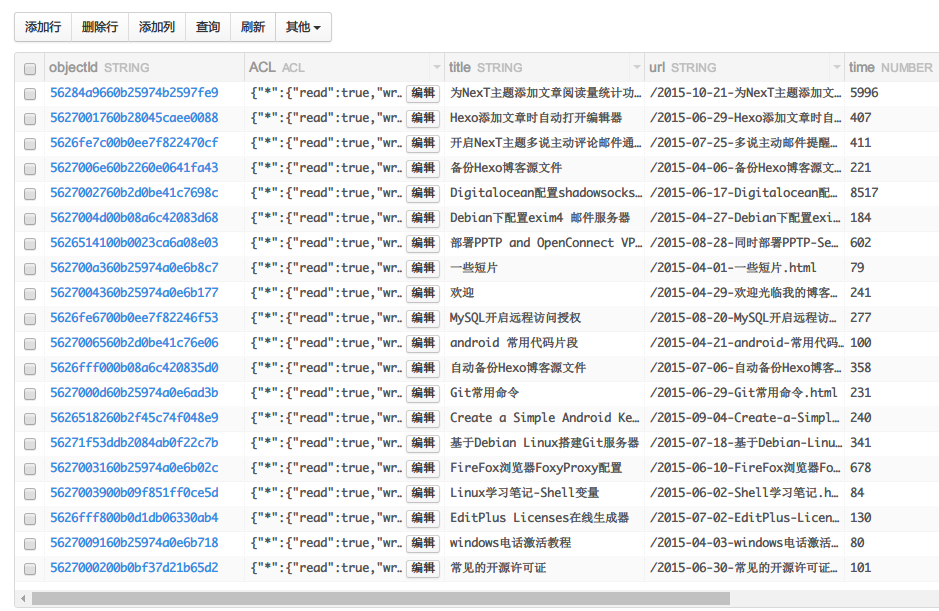 添加行 删除行 添加列 查询 刷新 其他
objectId STRING ACL ACL title STRING url STRING time NUMBER
56284a9660b25974b2597fe9 {"*":{"read":true,"wr… 编辑 为NexT主题添加文章阅读量统计功… /2015-10-21-为NexT主题添加文… 5996
5627001760b28045caee0088 {"*":{"read":true,"wr… 编辑 Hexo添加文章时自动打开编辑器 /2015-06-29-Hexo添加文章时自… 407
5626fe7c00b0ee7f822470cf {"*":{"read":true,"wr… 编辑 开启NexT主题多说主动评论邮件通… /2015-07-25-多说主动邮件提醒… 411
5627006e60b2260e0641fa43 {"*":{"read":true,"wr… 编辑 备份Hexo博客源文件 /2015-04-06-备份Hexo博客源文… 221
5627002760b2d0be41c7698c {"*":{"read":true,"wr… 编辑 Digitalocean配置shadowsocks… /2015-06-17-Digitalocean配… 8517
5627004d00b08a6c42083d68 {"*":{"read":true,"wr… 编辑 Debian下配置exim4 邮件服务器 /2015-04-27-Debian下配置exi… 184
5626514100b0023ca6a08e03 {"*":{"read":true,"wr… 编辑 部署PPTP and OpenConnect VP… /2015-08-28-同时部署PPTP-Se… 602
562700a360b25974a0e6b8c7 {"*":{"read":true,"wr… 编辑 一些短片 /2015-04-01-一些短片.html 79
5627004360b25974a0e6b177 {"*":{"read":true,"wr… 编辑 欢迎 /2015-04-29-欢迎光临我的博客… 241
5626fe6700b0ee7f82246f53 {"*":{"read":true,"wr… 编辑 MySQL开启远程访问授权 /2015-08-20-MySQL开启远程访… 277
5627006560b2d0be41c76e06 {"*":{"read":true,"wr… 编辑 android 常用代码片段 /2015-04-21-android-常用代码… 100
5626fff000b08a6c420835d0 {"*":{"read":true,"wr… 编辑 自动备份Hexo博客源文件 /2015-07-06-自动备份Hexo博客… 358
5627000d60b25974a0e6ad3b {"*":{"read":true,"wr… 编辑 Git常用命令 /2015-06-29-Git常用命令.html 231
5626518260b2f45c74f048e9 {"*":{"read":true,"wr… 编辑 Create a Simple Android Ke… /2015-09-04-Create-a-Simpl… 240
56271f53ddb2084ab0f22c7b {"*":{"read":true,"wr… 编辑 基于Debian Linux搭建Git服务器 /2015-07-18-基于Debian-Linu… 341
5627003160b25974a0e6b02c {"*":{"read":true,"wr… 编辑 FireFox浏览器FoxyProxy配置 /2015-06-10-FireFox浏览器Fo… 678
5627003900b09f851ff0ce5d {"*":{"read":true,"wr… 编辑 Linux学习笔记-Shell变量 /2015-06-02-Shell学习笔记.h… 84
5626fff800b0d1db06330ab4 {"*":{"read":true,"wr… 编辑 EditPlus Licenses在线生成器 /2015-07-02-EditPlus-Licen… 130
5627009160b25974a0e6b718 {"*":{"read":true,"wr… 编辑 windows电话激活教程 /2015-04-03-windows电话激活… 80
5627000200b0bf37d21b65d2 {"*":{"read":true,"wr… 编辑 常见的开源许可证 /2015-06-30-常见的开源许可证… 101